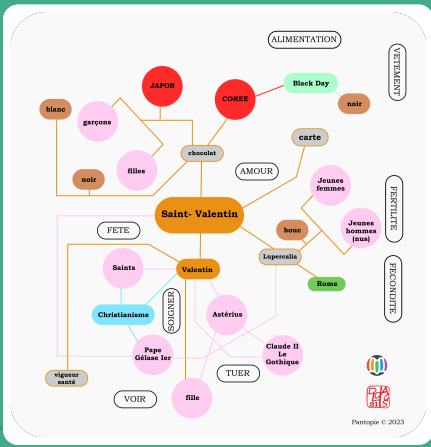 ALIMENTATION
VETEMENT
JAPON
COREE
Black Day
noir
blanc
garçons
carte
chocolat
filles
noir
AMOUR
Jeunes
femmes
FERTILITE
Saint- Valentin
bouc
Jeunes
hommes
(nus)
FETE
Lupercalia
Saints
Valentin
Rome
FECONDITE
SOIGNER
Christianisme
Astérius
Pape
Gélase Ier
Claude II
Le
Gothique
vigueur
santé
TUER
VOIR
fille
Pantopie © 2023